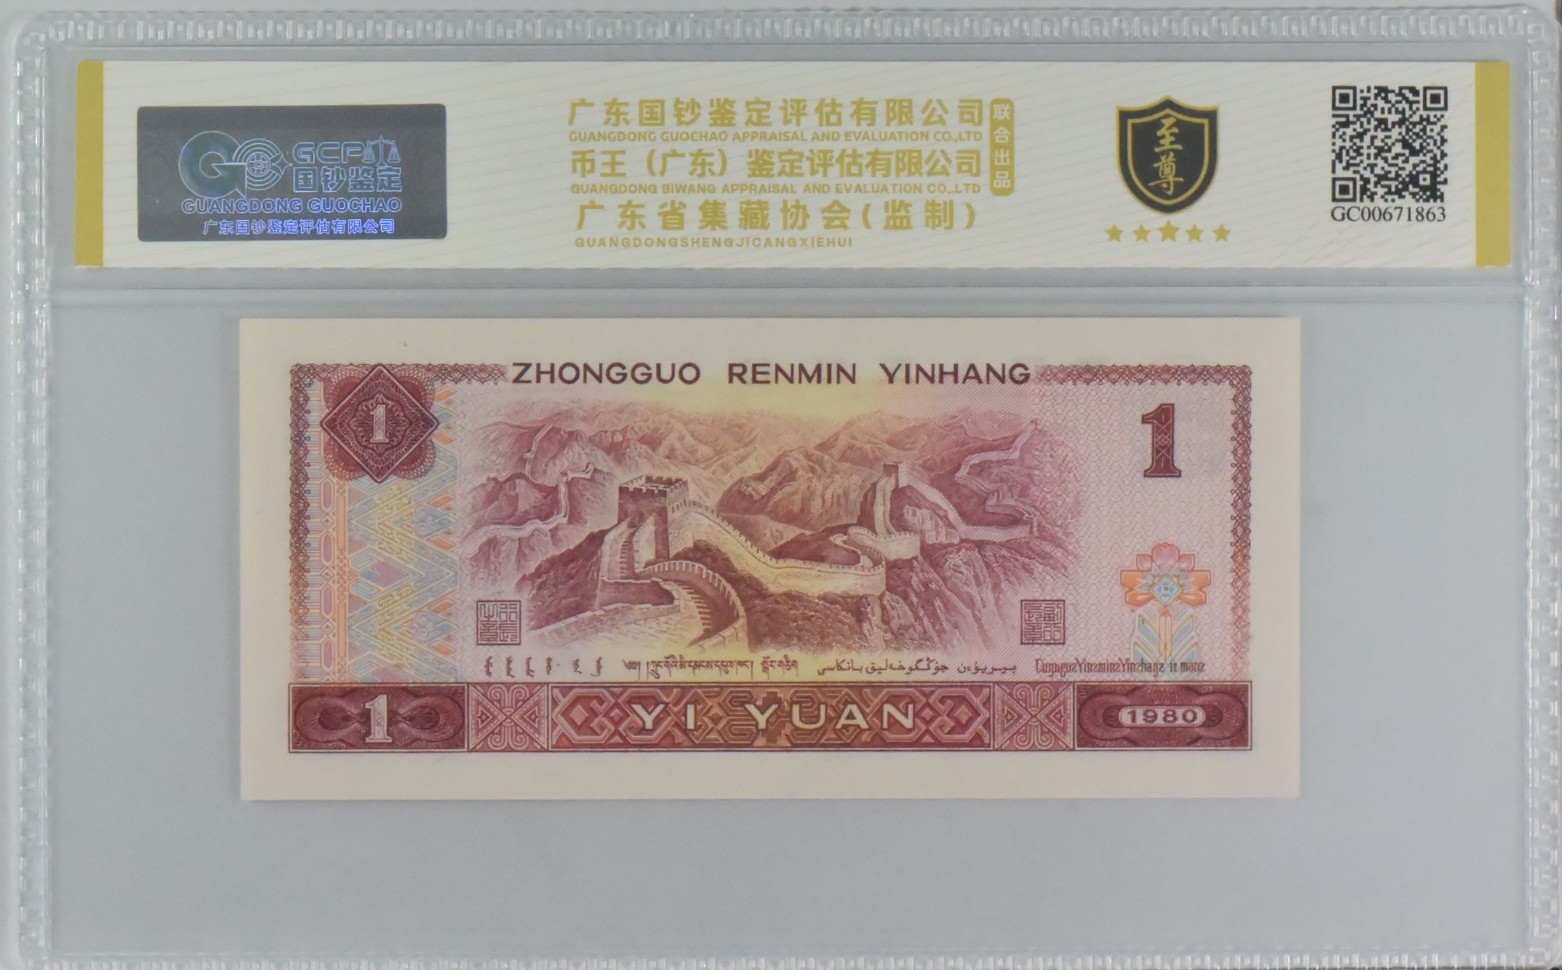 GCP
国钞鉴定
GUANGDONG GUOCHAO
广东国钞鉴定评估有限公司
广东国钞鉴定评估有限公司
GUANGDONG GUOCHAO APPRAISAL AND EVALUATION CO.,LTD
币王（广东）鉴定评估有限公司
GUANGDONG BIWANG APPRAISAL AND EVALUATION CO.,LTD
广东省集藏协会(监制)
GUANGDONGSHENGJICANGXIEHUI
联合出品
至尊
GC00671863
ZHONGGUO RENMIN YINHANG
1
1
བོད་ལྗོངས
1
YI YUAN
1980